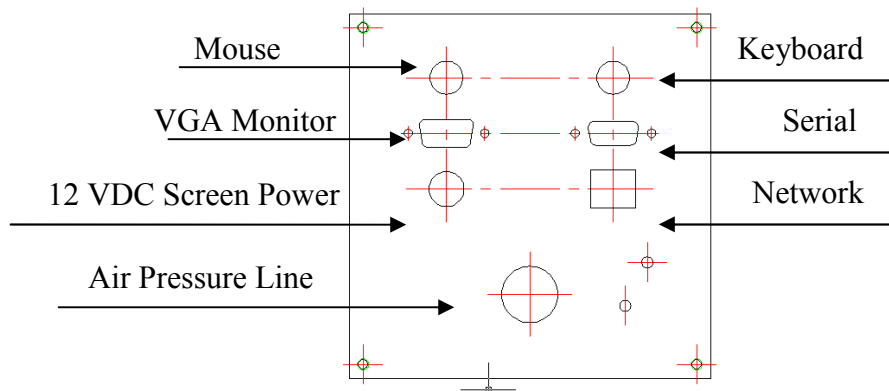 Mouse
Keyboard
VGA Monitor
Serial
12 VDC Screen Power
Network
Air Pressure Line